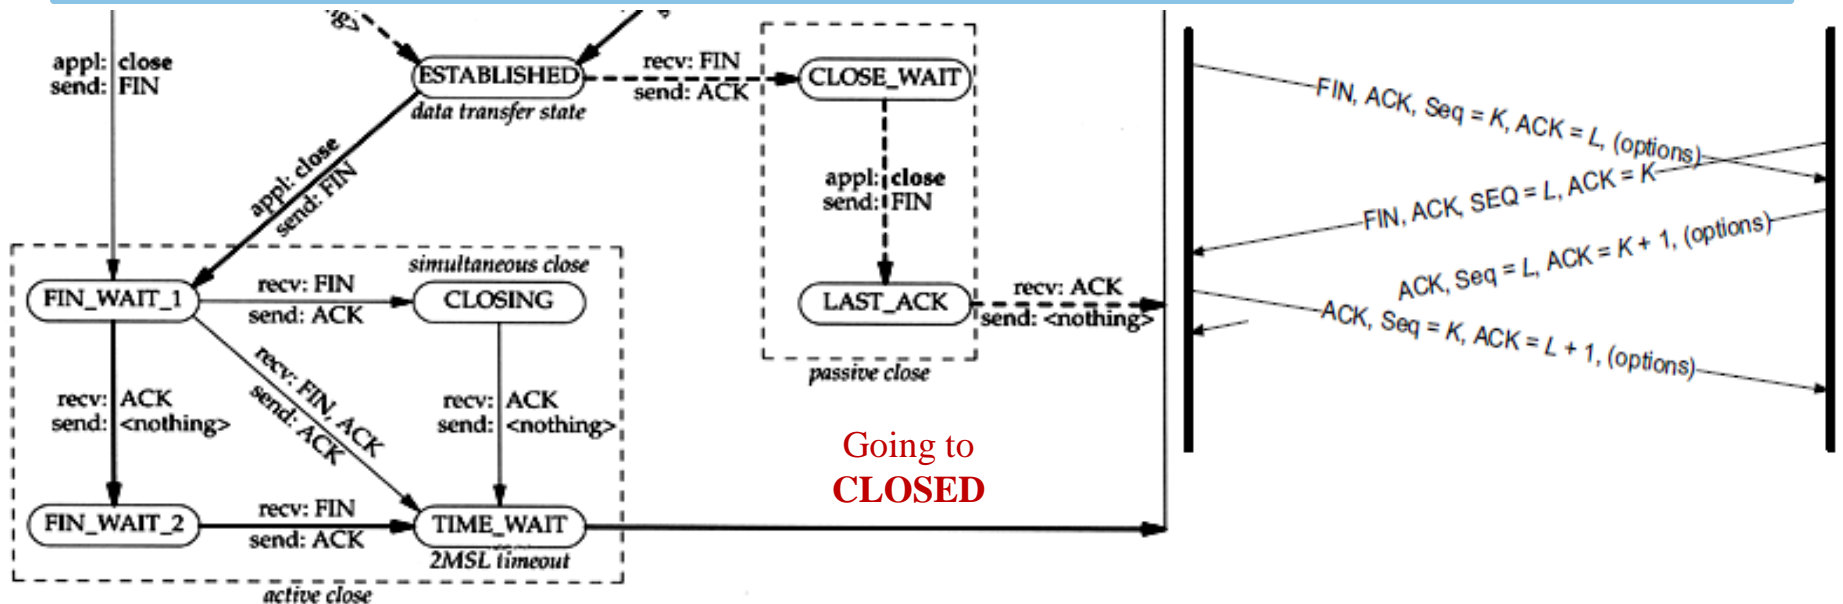 appl: close
send: FIN
ESTABLISHED
data transfer state
recv: FIN
send: ACK
CLOSE_WAIT
appl: close
send: FIN
appl: close
send: FIN
LAST_ACK
recv: ACK
send: <nothing>
passive close
simultaneous close
FIN_WAIT_1
recv: FIN
send: ACK
CLOSING
recv: ACK
send: <nothing>
recv: FIN, ACK
send: ACK
recv: ACK
send: <nothing>
FIN_WAIT_2
recv: FIN
send: ACK
TIME_WAIT
2MSL timeout
active close
Going to
CLOSED
FIN, ACK, Seq = K, ACK = L, (options)
FIN, ACK, SEQ = L, ACK = K
ACK, Seq = L, ACK = K + 1, (options)
ACK, Seq = K, ACK = L + 1, (options)